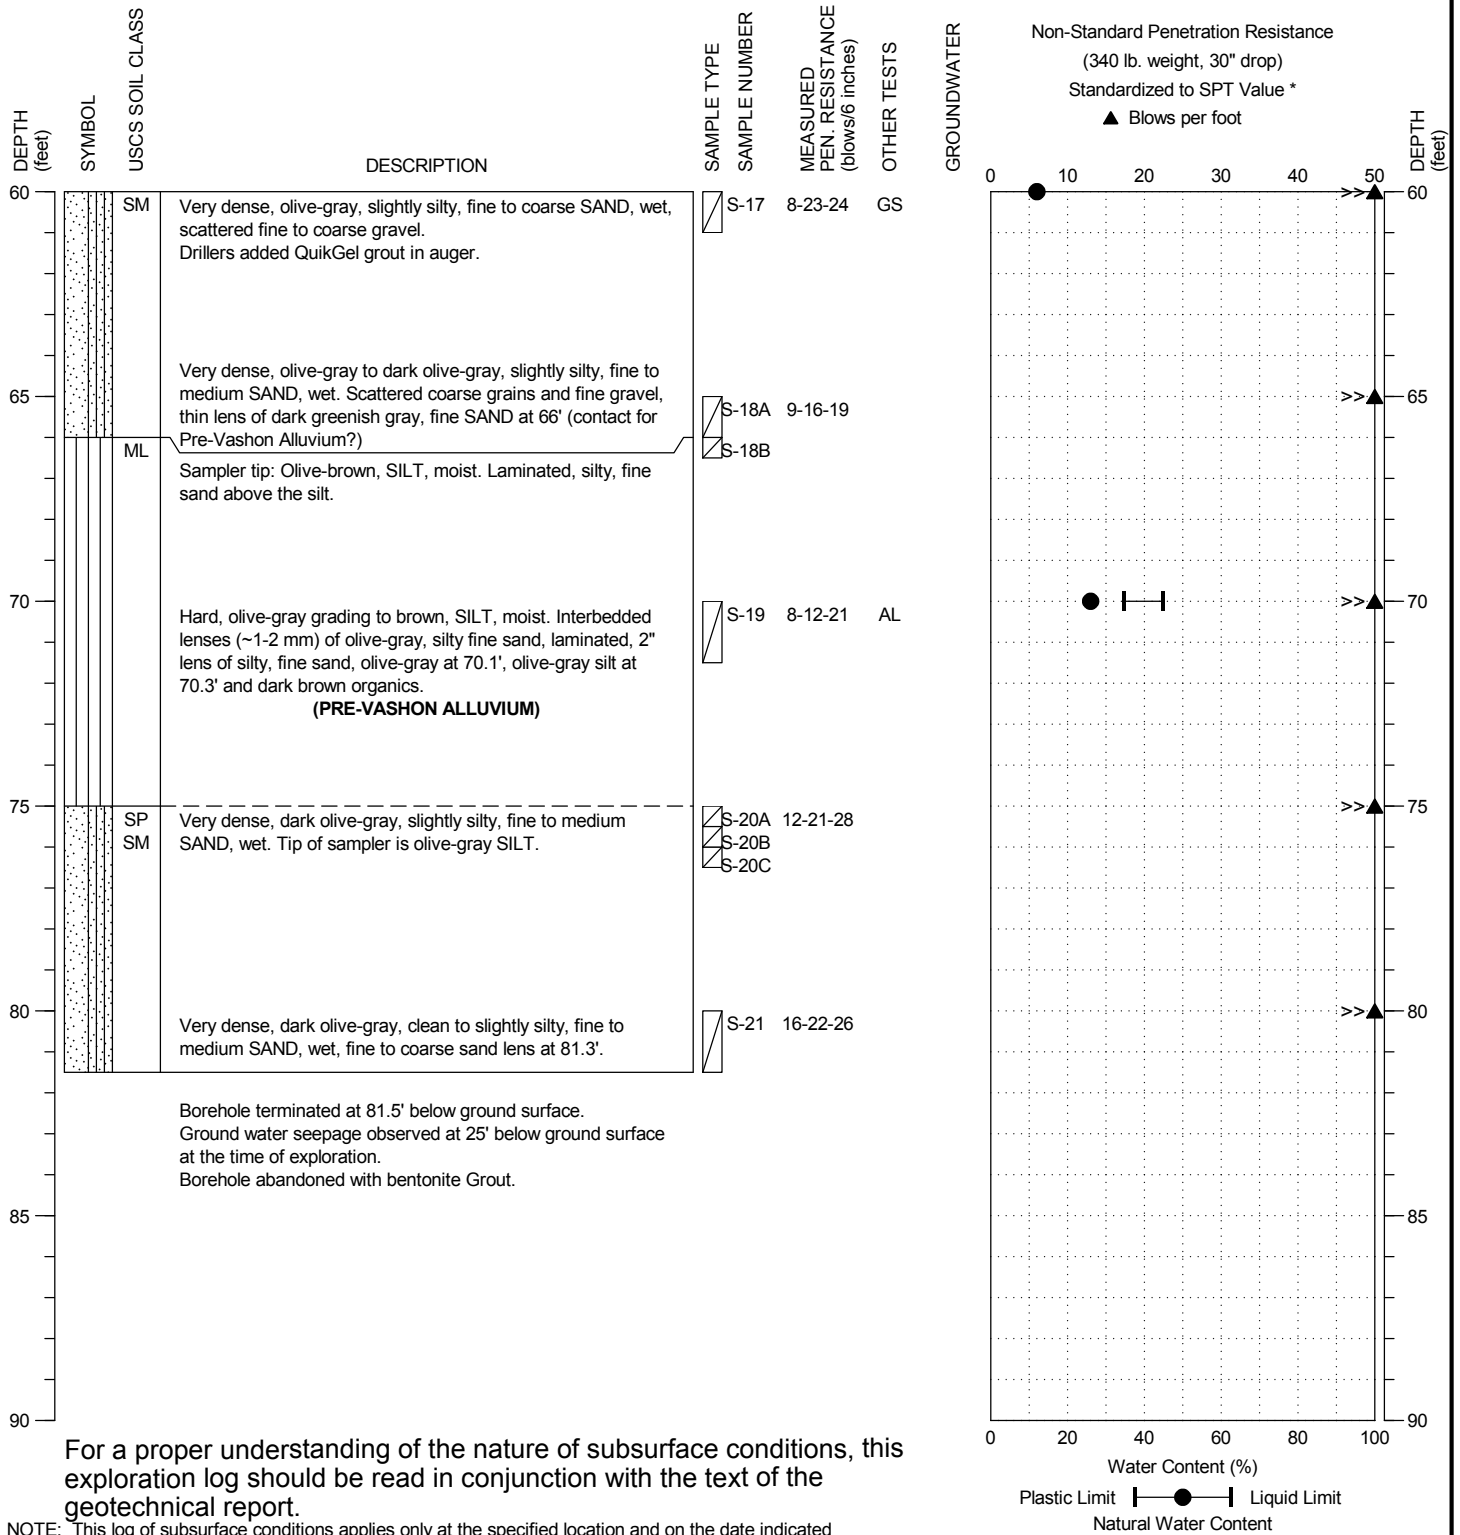 DEPTH
(feet)
SYMBOL
USCS SOIL CLASS
DESCRIPTION
SAMPLE TYPE
SAMPLE NUMBER
MEASURED
PEN. RESISTANCE
(blows/6 inches)
OTHER TESTS
GROUNDWATER
Non-Standard Penetration Resistance
(340 lb. weight, 30" drop)
Standardized to SPT Value *
▲ Blows per foot
DEPTH
(feet)
0 10 20 30 40 50
60 SM Very dense, olive-gray, slightly silty, fine to coarse SAND, wet, S-17 8-23-24 GS >> 60
scattered fine to coarse gravel.
Drillers added QuikGel grout in auger.
Very dense, olive-gray to dark olive-gray, slightly silty, fine to
medium SAND, wet. Scattered coarse grains and fine gravel,
65 >> 65
thin lens of dark greenish gray, fine SAND at 66' (contact for S-18A 9-16-19
Pre-Vashon Alluvium?)
ML S-18B
Sampler tip: Olive-brown, SILT, moist. Laminated, silty, fine
sand above the silt.
70 >> 70
Hard, olive-gray grading to brown, SILT, moist. Interbedded S-19 8-12-21 AL
lenses (~1-2 mm) of olive-gray, silty fine sand, laminated, 2"
lens of silty, fine sand, olive-gray at 70.1', olive-gray silt at
70.3' and dark brown organics.
(PRE-VASHON ALLUVIUM)
75 >> 75
SP Very dense, dark olive-gray, slightly silty, fine to medium S-20A 12-21-28
SM SAND, wet. Tip of sampler is olive-gray SILT. S-20B
S-20C
80 >> 80
Very dense, dark olive-gray, clean to slightly silty, fine to S-21 16-22-26
medium SAND, wet, fine to coarse sand lens at 81.3'.
Borehole terminated at 81.5' below ground surface.
Ground water seepage observed at 25' below ground surface
at the time of exploration.
Borehole abandoned with bentonite Grout.
85 85
90 90
0 20 40 60 80 100
Water Content (%)
Plastic Limit Liquid Limit
Natural Water Content
For a proper understanding of the nature of subsurface conditions, this
exploration log should be read in conjunction with the text of the
geotechnical report.
NOTE: This log of subsurface conditions applies only at the specified location and on the date indicated